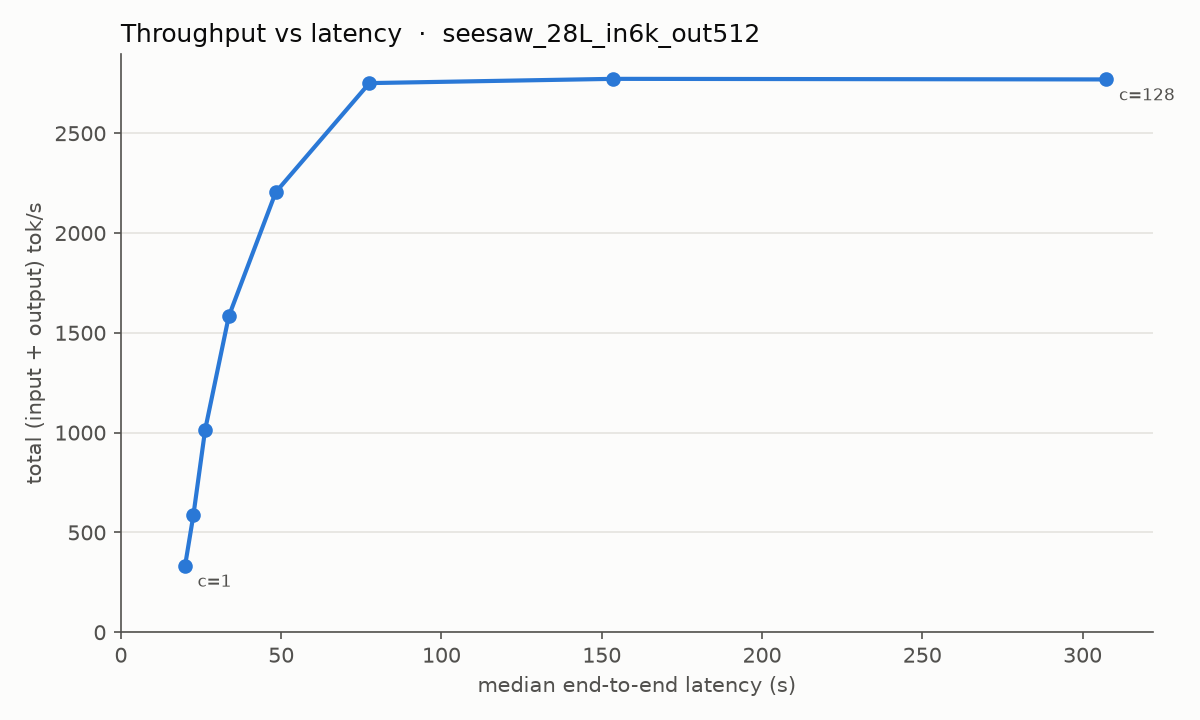 Throughput vs latency · seesaw_28L_in6k_out512
total (input + output) tok/s
2500
2000
1500
1000
500
0
c=128
c=1
0 50 100 150 200 250 300
median end-to-end latency (s)